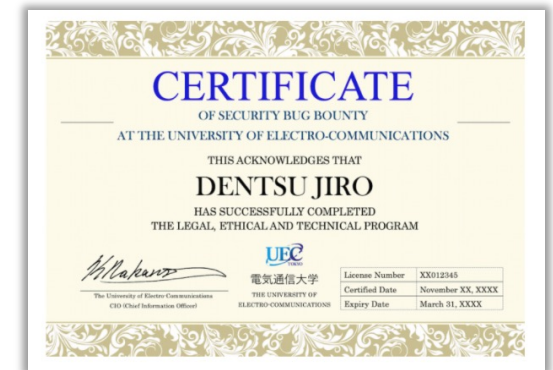 CERTIFICATE
OF SECURITY BUG BOUNTY
AT THE UNIVERSITY OF ELECTRO-COMMUNICATIONS
THIS ACKNOWLEDGES THAT
DENTSU JIRO
HAS SUCCESSFULLY COMPLETED
THE LEGAL, ETHICAL AND TECHNICAL PROGRAM
The University of Electro-Communications
CIO (Chief Information Officer)
UEC
TOKYO
電気通信大学
THE UNIVERSITY OF
ELECTRO-COMMUNICATIONS
License Number XX012345
Certified Date November XX, XXXX
Expiry Date March 31, XXXX